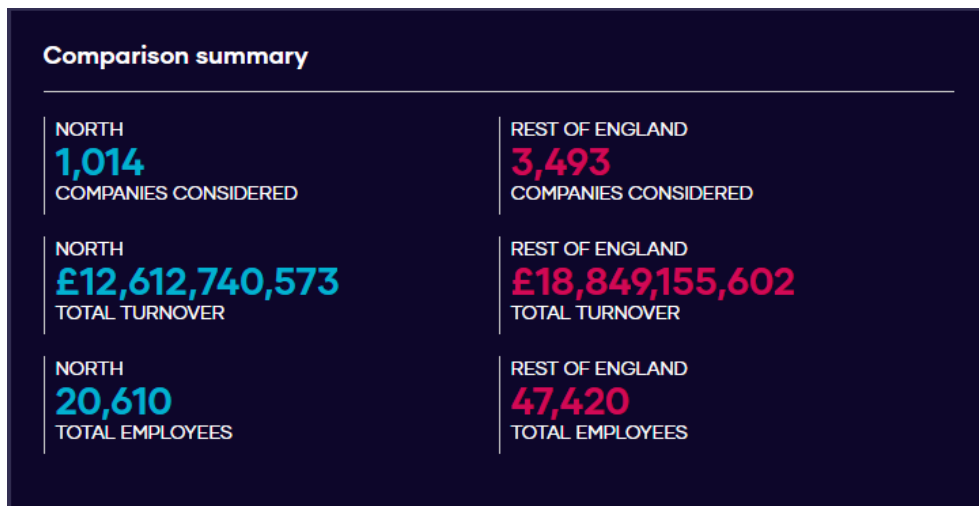 Comparison summary
NORTH
1,014
COMPANIES CONSIDERED
REST OF ENGLAND
3,493
COMPANIES CONSIDERED
NORTH
£12,612,740,573
TOTAL TURNOVER
REST OF ENGLAND
£18,849,155,602
TOTAL TURNOVER
NORTH
20,610
TOTAL EMPLOYEES
REST OF ENGLAND
47,420
TOTAL EMPLOYEES